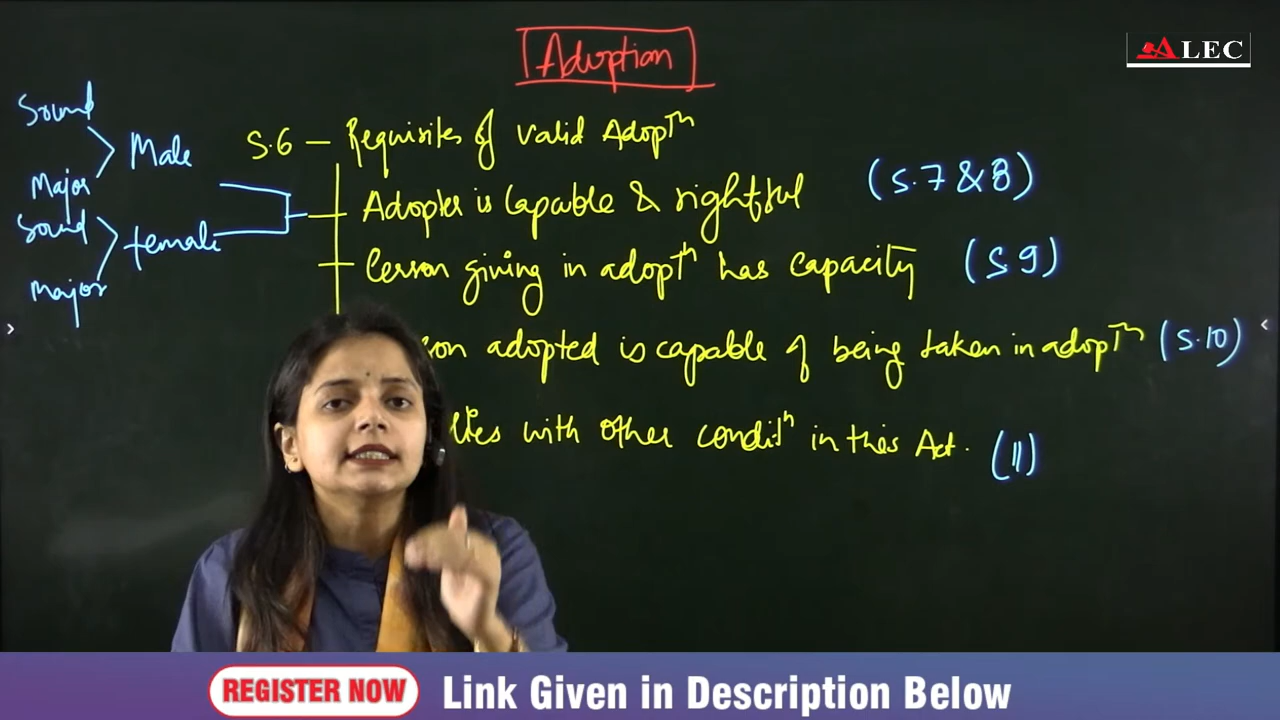 ALEC
Adoption
Sound
Major
Male
Sound
Major
female
S.6 — Requisites of valid Adopᵗⁿ
Adopter is capable & rightful (S.7 & 8)
Person giving in adopᵗⁿ has capacity (S 9)
son adopted is capable of being taken in adopᵗⁿ (S.10)
lies with other conditⁿ in this Act. (11)
REGISTER NOW Link Given in Description Below